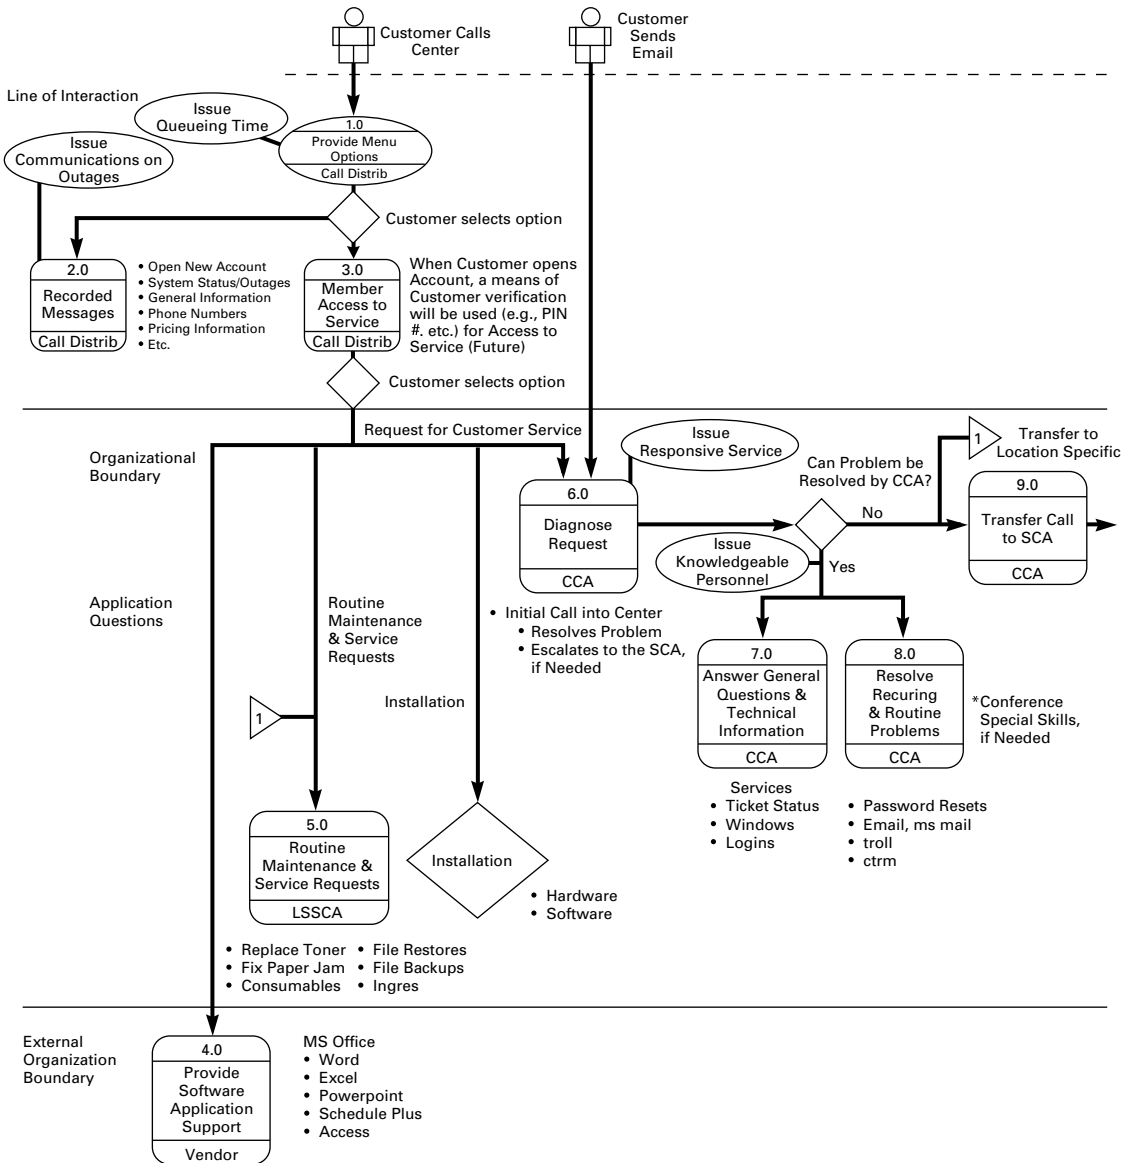 Customer Calls
Center
Customer
Sends
Email
Line of Interaction
Issue
Queueing Time
Issue
Communications on
Outages
1.0
Provide Menu
Options
Call Distrib
Customer selects option
2.0
Recorded
Messages
Call Distrib
• Open New Account
• System Status/Outages
• General Information
• Phone Numbers
• Pricing Information
• Etc.
3.0
Member
Access to
Service
Call Distrib
When Customer opens
Account, a means of
Customer verification
will be used (e.g., PIN
#. etc.) for Access to
Service (Future)
Customer selects option
Request for Customer Service
Organizational
Boundary
Issue
Responsive Service
Can Problem be
Resolved by CCA?
1
Transfer to
Location Specific
6.0
Diagnose
Request
CCA
No
9.0
Transfer Call
to SCA
CCA
Issue
Knowledgeable
Personnel
Yes
Application
Questions
Routine
Maintenance
& Service
Requests
• Initial Call into Center
• Resolves Problem
• Escalates to the SCA,
if Needed
7.0
Answer General
Questions &
Technical
Information
CCA
8.0
Resolve
Recuring
& Routine
Problems
CCA
*Conference
Special Skills,
if Needed
1
Installation
Services
• Ticket Status
• Windows
• Logins
• Password Resets
• Email, ms mail
• troll
• ctrm
5.0
Routine
Maintenance &
Service Requests
LSSCA
Installation
• Hardware
• Software
• Replace Toner
• Fix Paper Jam
• Consumables
• File Restores
• File Backups
• Ingres
External
Organization
Boundary
4.0
Provide
Software
Application
Support
Vendor
MS Office
• Word
• Excel
• Powerpoint
• Schedule Plus
• Access